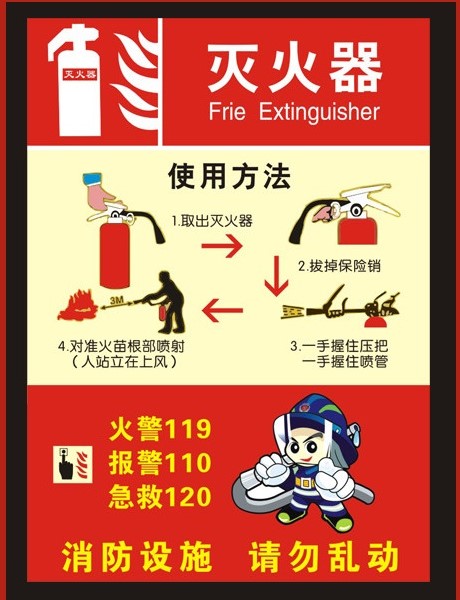 灭火器
灭火器
Frie Extinguisher
使用方法
1.取出灭火器
2.拔掉保险销
3.一手握住压把
一手握住喷管
3M
4.对准火苗根部喷射
（人站立在上风）
火警119
报警110
急救120
消防设施 请勿乱动